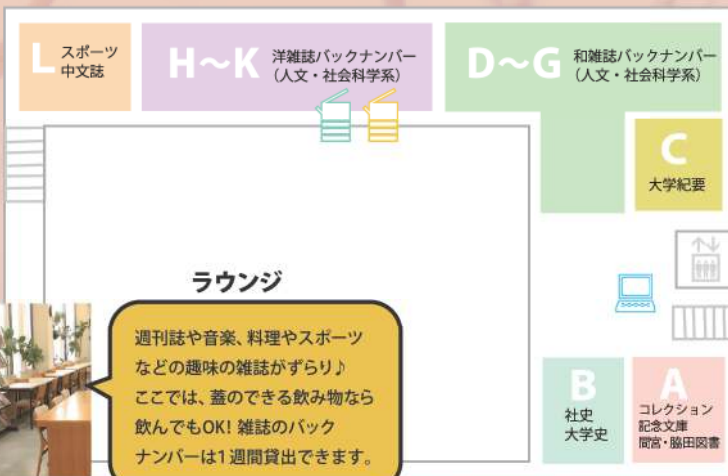 L
スポーツ
中文誌
H〜K
洋雑誌バックナンバー
（人文・社会科学系）
D〜G
和雑誌バックナンバー
（人文・社会科学系）
C
大学紀要
ラウンジ
週刊誌や音楽、料理やスポーツ
などの趣味の雑誌がずらり♪
ここでは、蓋のできる飲み物なら
飲んでもOK! 雑誌のバック
ナンバーは1週間貸出できます。
B
社史
大学史
A
コレクション
記念文庫
間宮・脇田図書